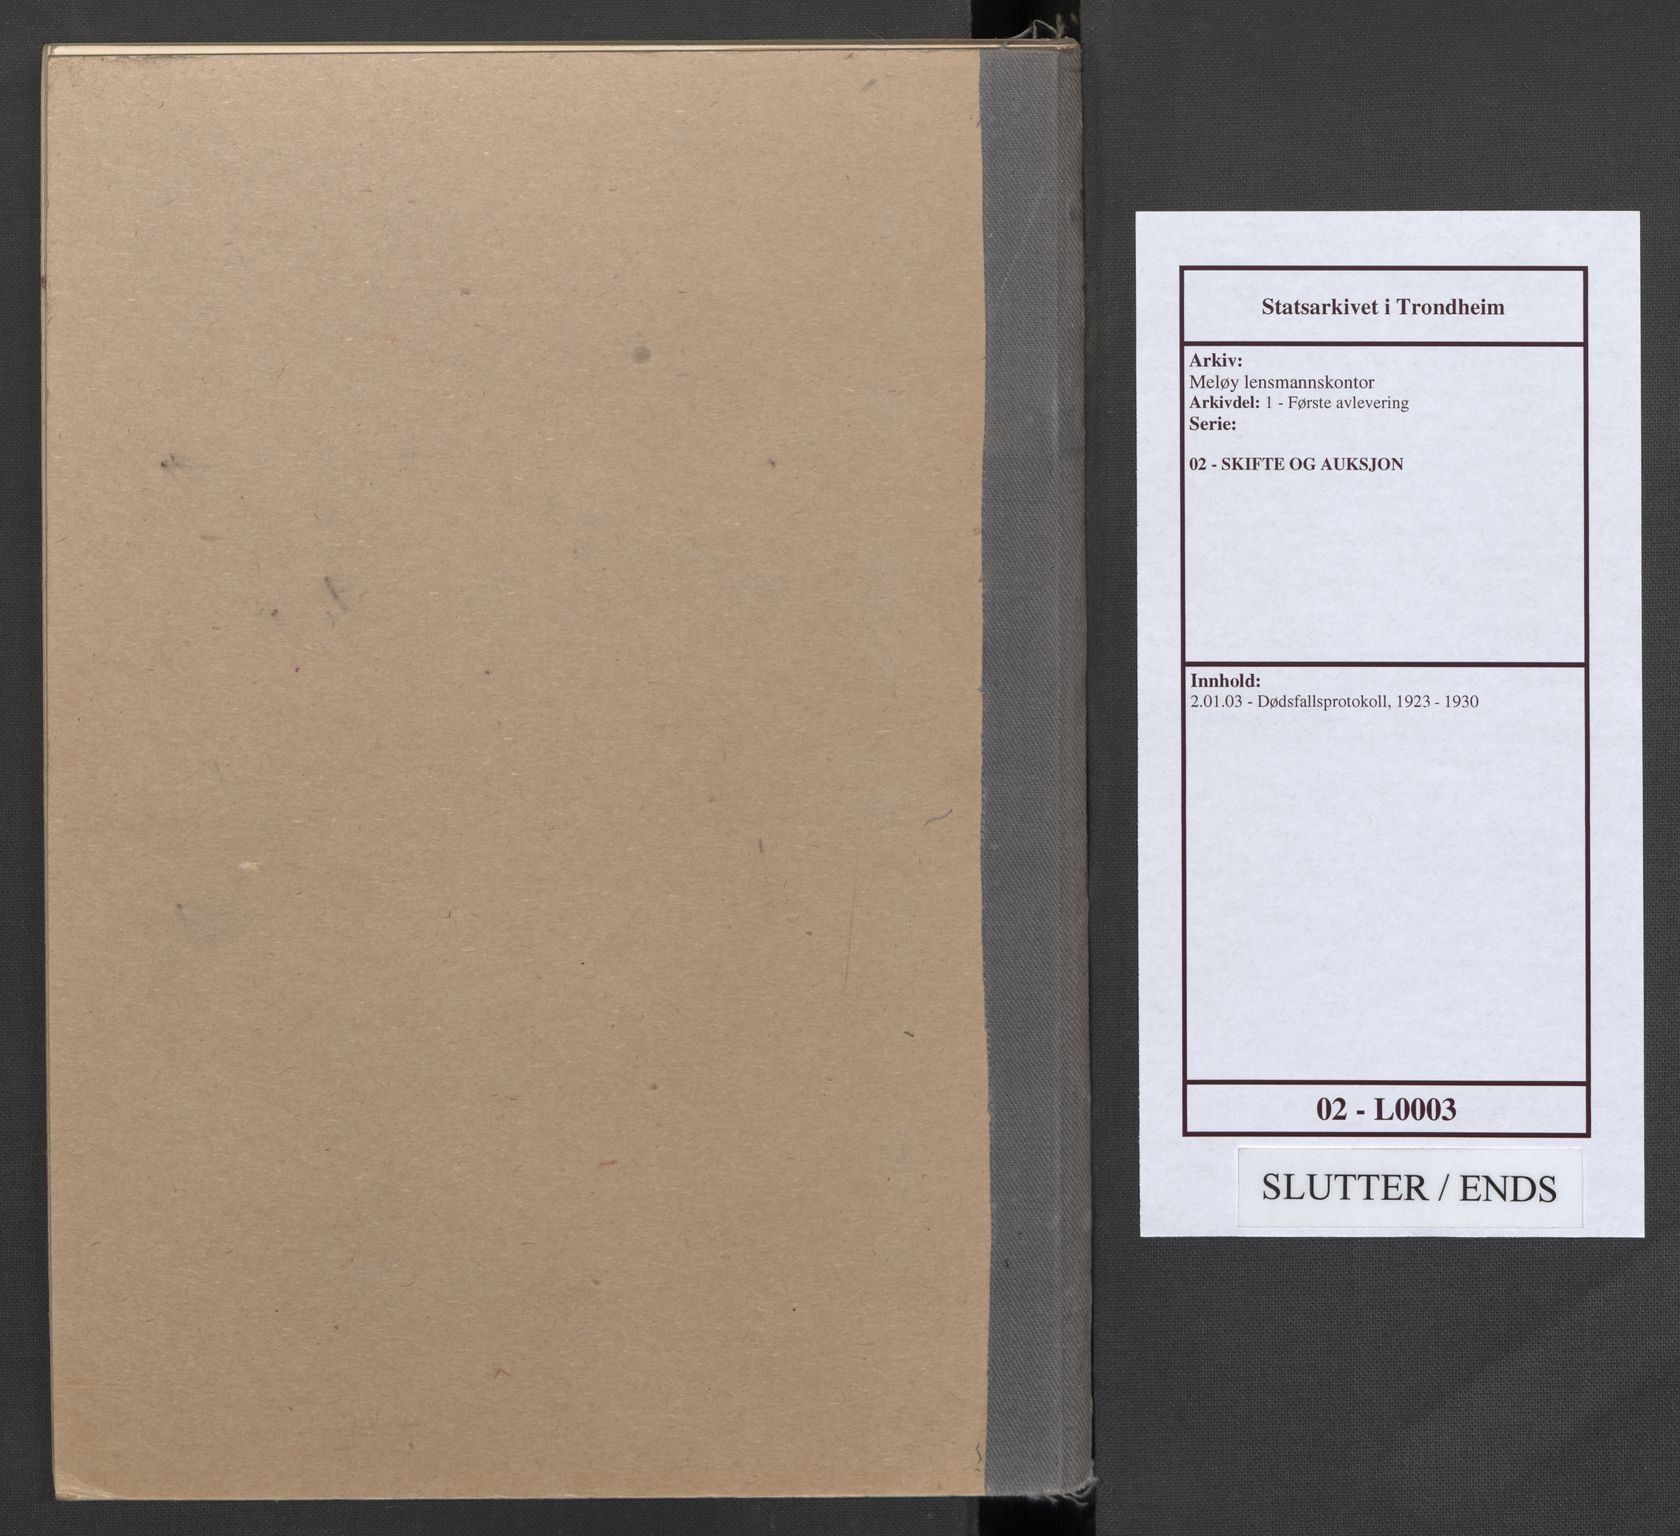 Statsarkivet i Trondheim
Arkiv:
Meløy lensmannskontor
Arkivdel: 1 - Første avlevering
Serie:
02 - SKIFTE OG AUKSJON
Innhold:
2.01.03 - Dødsfallsprotokoll, 1923 - 1930
02 - L0003
SLUTTER / ENDS